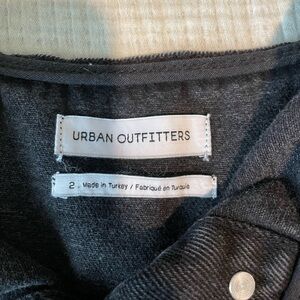 URBAN OUTFITTERS
2 Made in Turkey / Fabriqué en Turquie